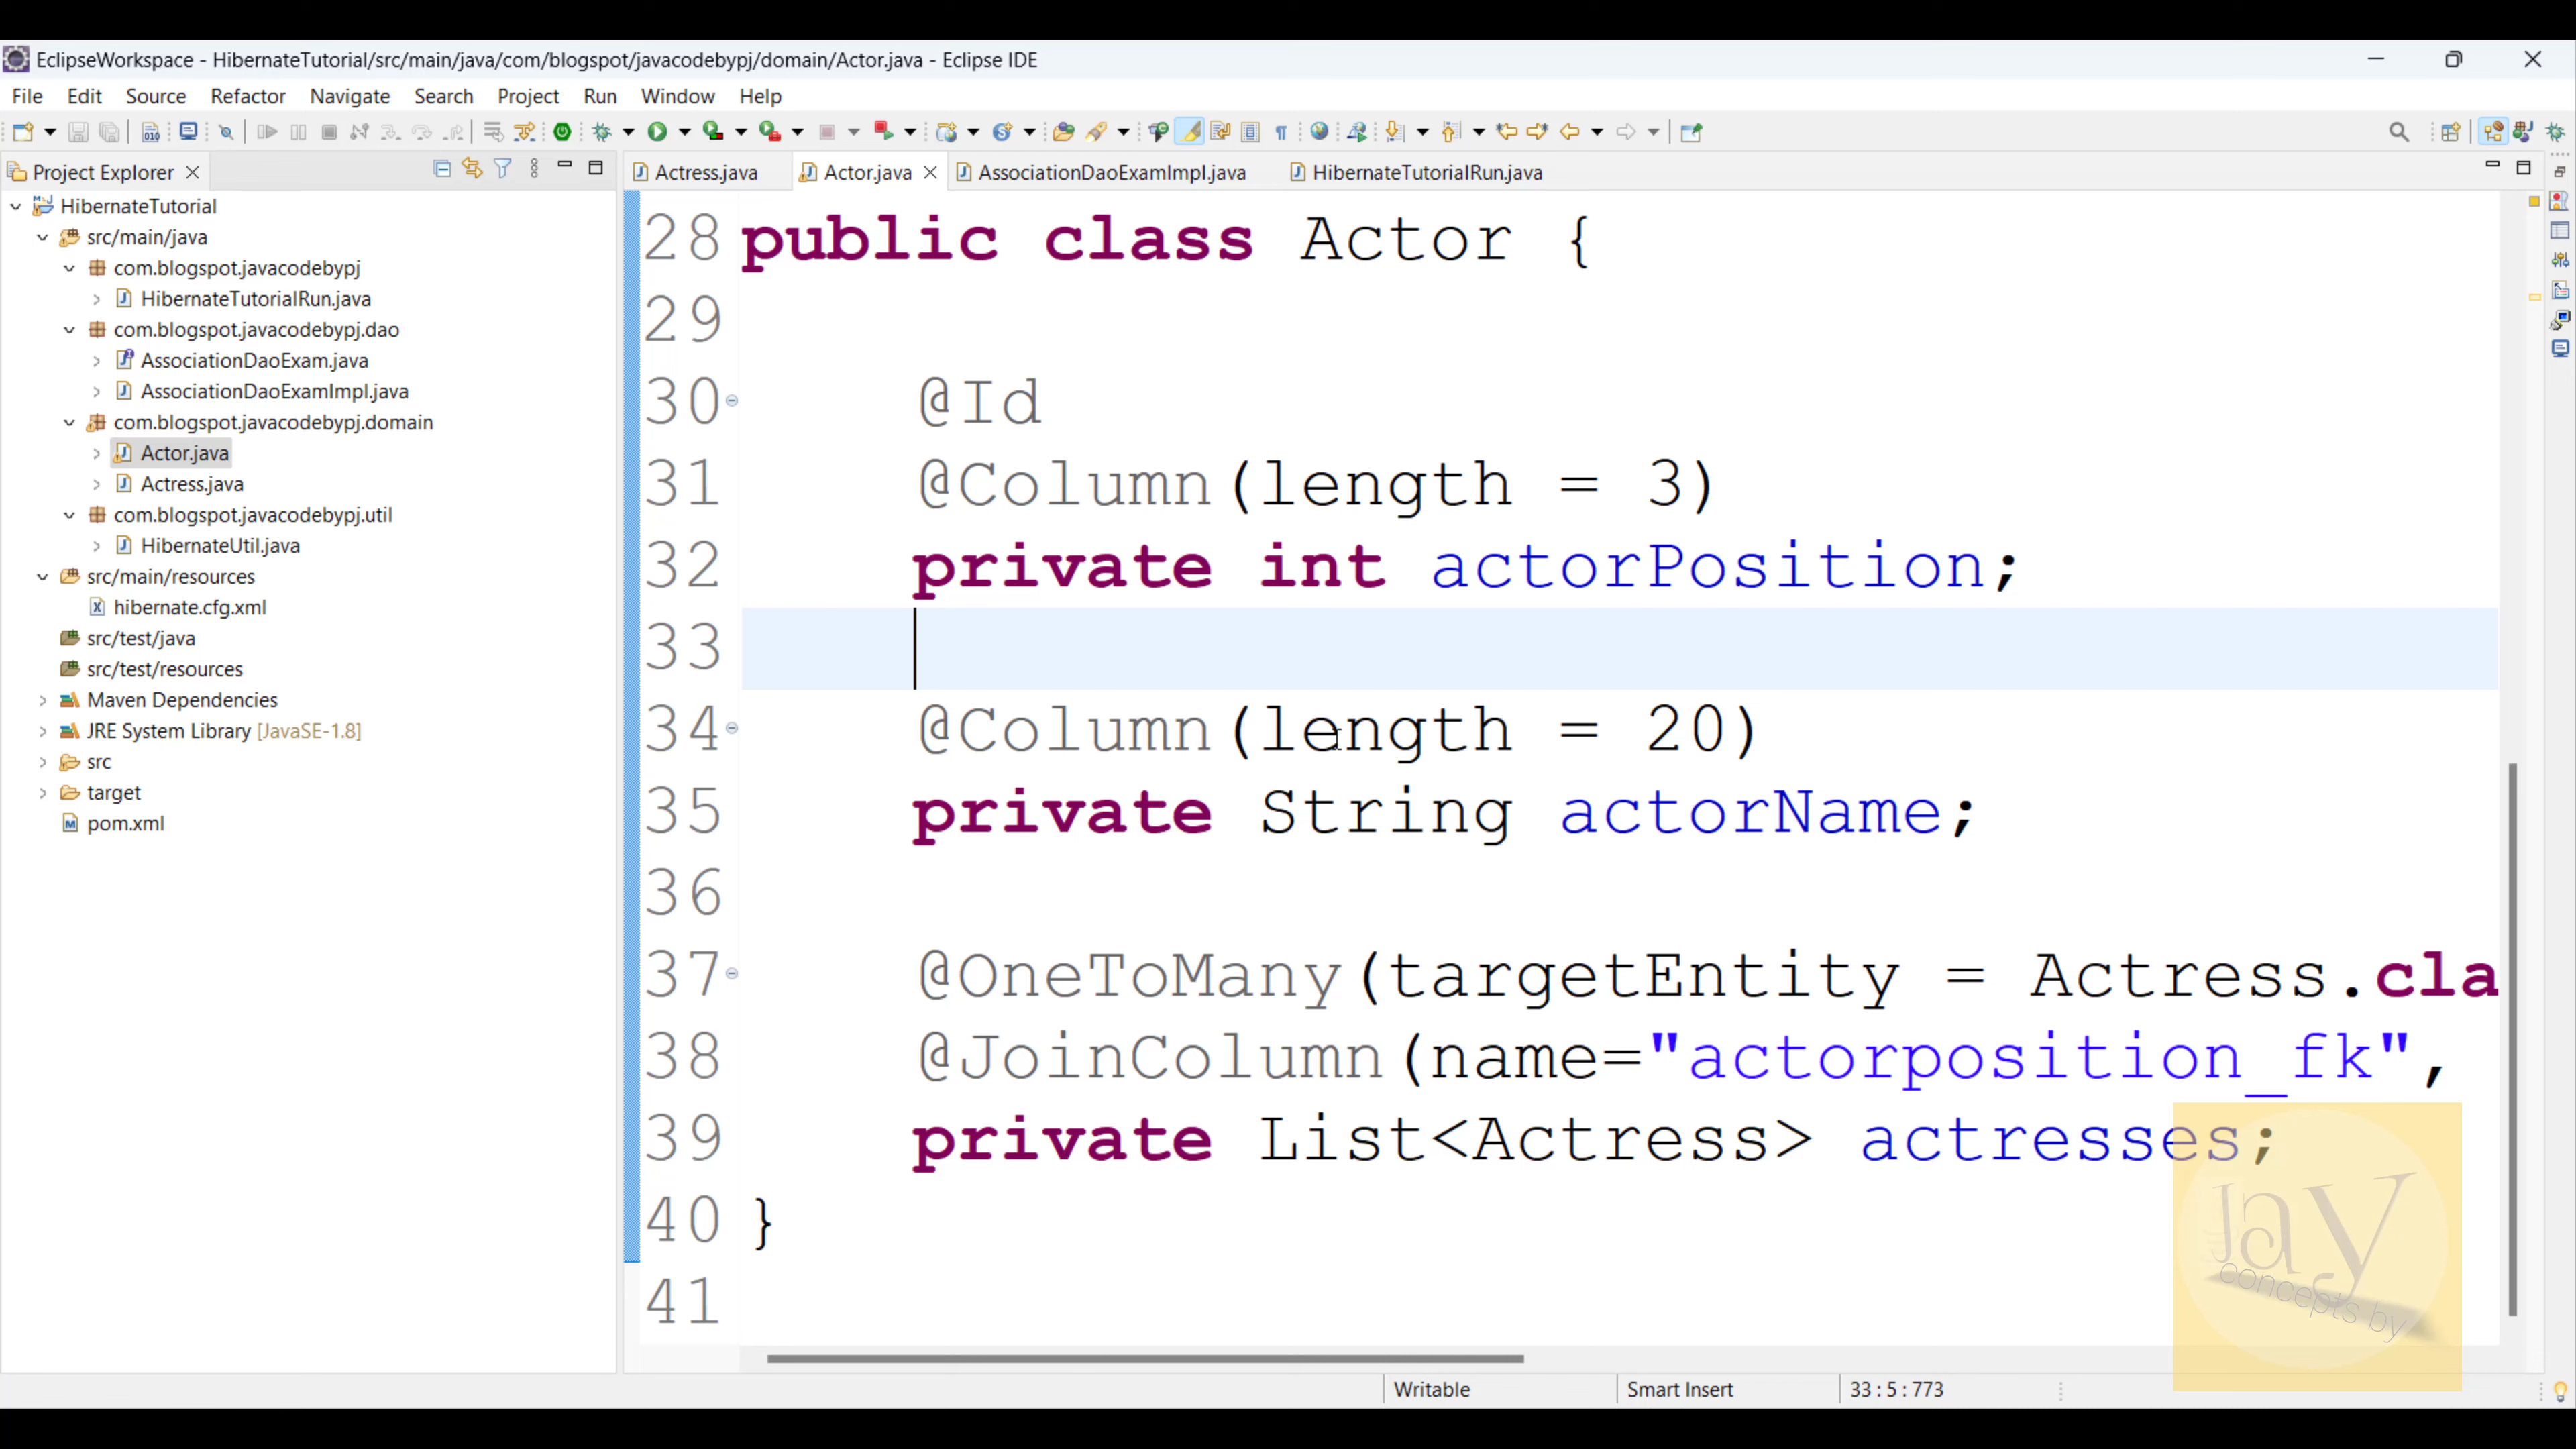 EclipseWorkspace - HibernateTutorial/src/main/java/com/blogspot/javacodebypj/domain/Actor.java - Eclipse IDE
File Edit Source Refactor Navigate Search Project Run Window Help
Project Explorer
HibernateTutorial
src/main/java
com.blogspot.javacodebypj
HibernateTutorialRun.java
com.blogspot.javacodebypj.dao
AssociationDaoExam.java
AssociationDaoExamImpl.java
com.blogspot.javacodebypj.domain
Actor.java
Actress.java
com.blogspot.javacodebypj.util
HibernateUtil.java
src/main/resources
hibernate.cfg.xml
src/test/java
src/test/resources
Maven Dependencies
JRE System Library [JavaSE-1.8]
src
target
pom.xml
Actress.java Actor.java AssociationDaoExamImpl.java HibernateTutorialRun.java
28 public class Actor {
29
30 @Id
31 @Column(length = 3)
32 private int actorPosition;
33
34 @Column(length = 20)
35 private String actorName;
36
37 @OneToMany(targetEntity = Actress.cla
38 @JoinColumn(name="actorposition_fk",
39 private List<Actress> actresses;
40 }
41
Jay
concepts by
Writable Smart Insert 33 : 5 : 773